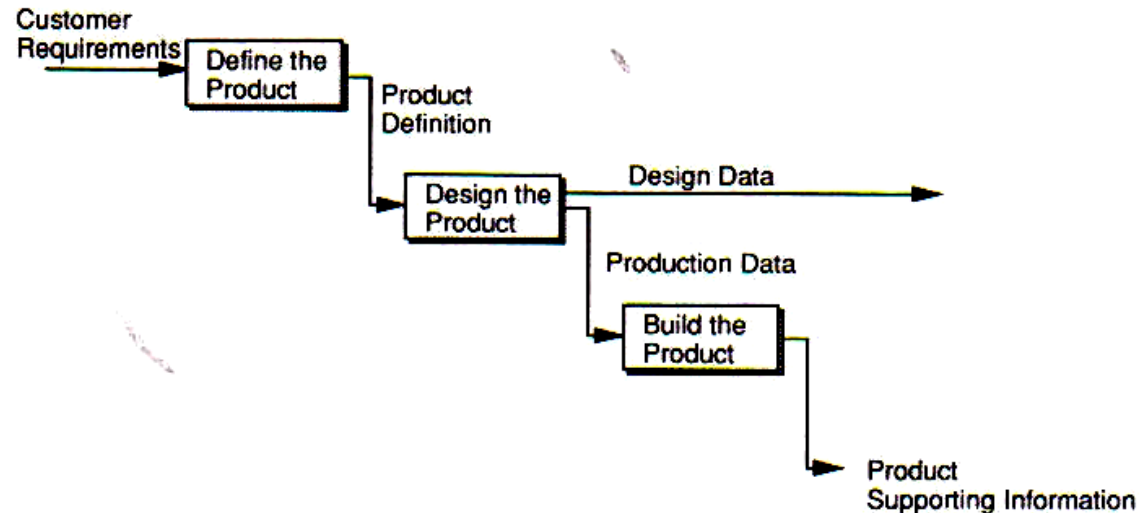 Customer
Requirements
Define the
Product
Product
Definition
Design the
Product
Design Data
Production Data
Build the
Product
Product
Supporting Information